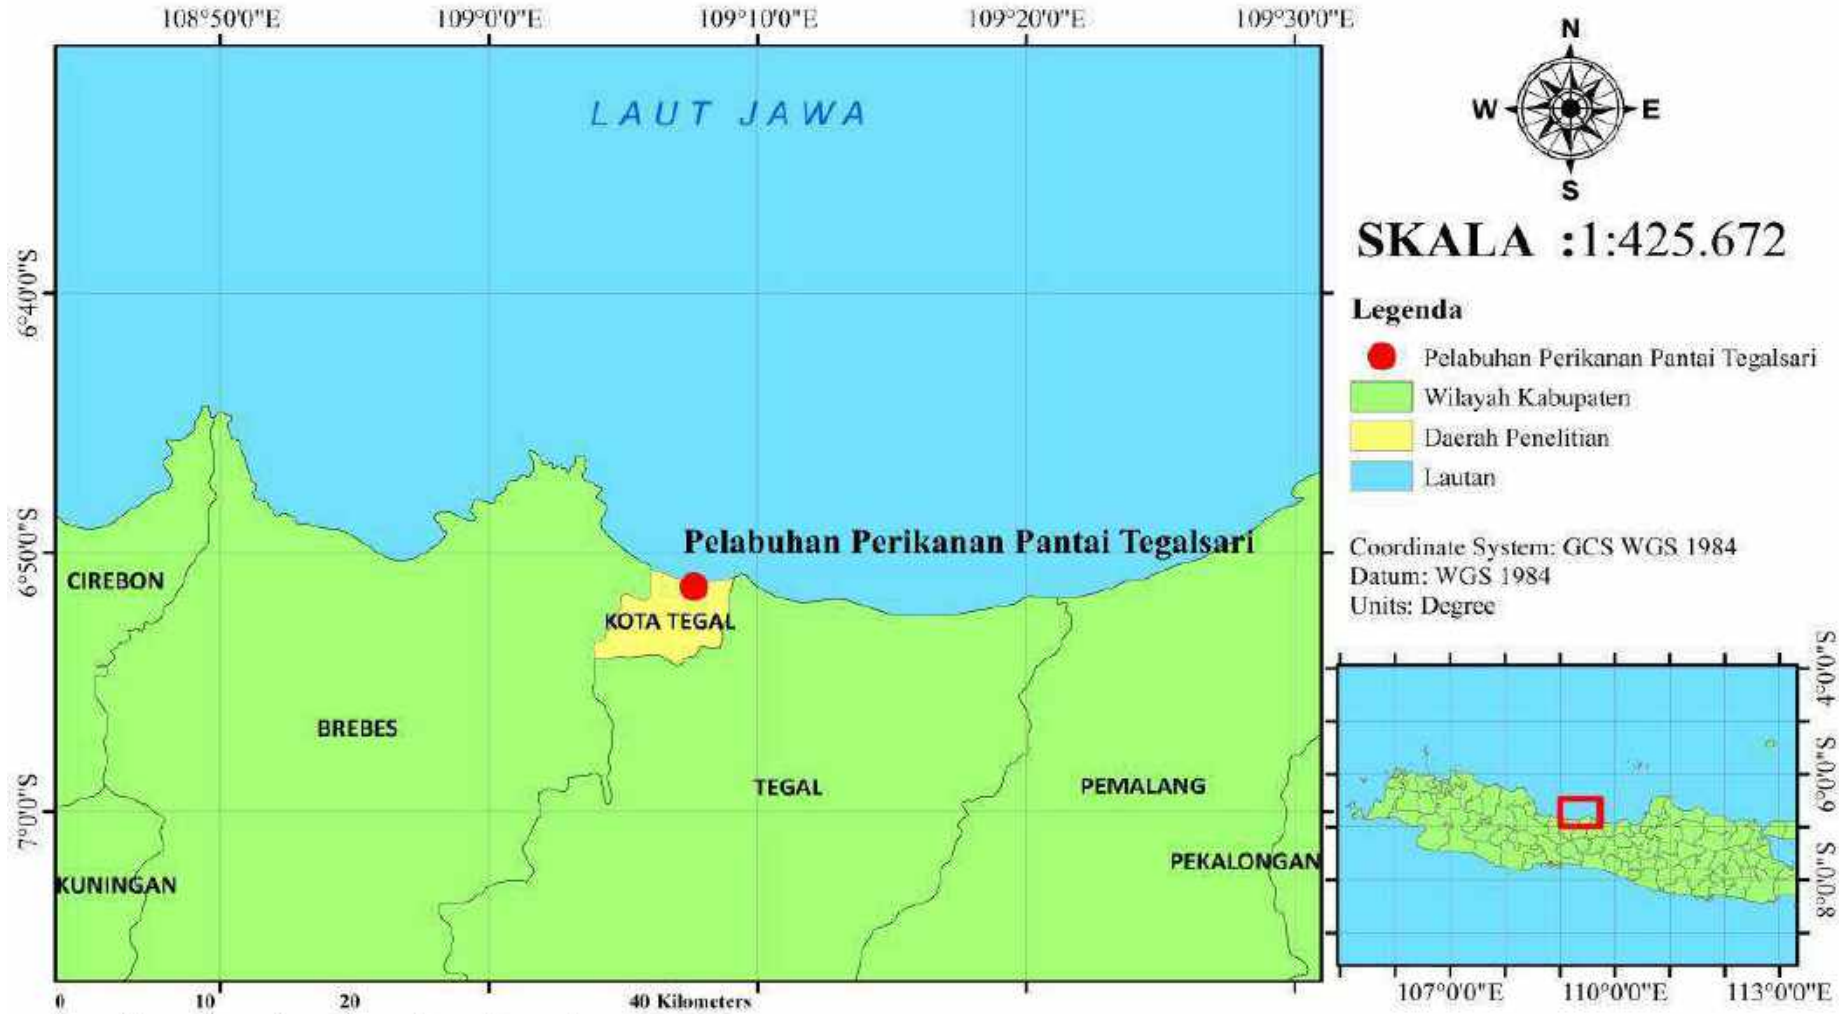 108°50'0"E 109°0'0"E 109°10'0"E 109°20'0"E 109°30'0"E
N
W E
S
LAUT JAWA
SKALA :1:425.672
6°40'0"S
Legenda
Pelabuhan Perikanan Pantai Tegalsari
Wilayah Kabupaten
Daerah Penelitian
Lautan
6°50'0"S
Pelabuhan Perikanan Pantai Tegalsari
Coordinate System: GCS WGS 1984
Datum: WGS 1984
Units: Degree
CIREBON
KOTA TEGAL
BREBES
TEGAL
PEMALANG
7°0'0"S
PEKALONGAN
KUNINGAN
4°0'0"S
6°0'0"S
8°0'0"S
0 10 20 40 Kilometers
107°0'0"E 110°0'0"E 113°0'0"E